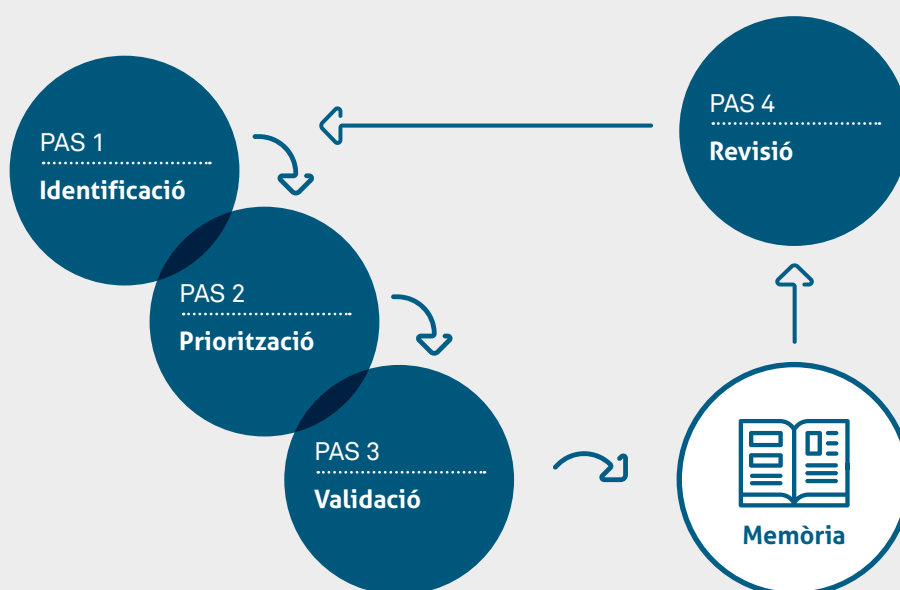 PAS 1
Identificació
PAS 2
Priorització
PAS 3
Validació
Memòria
PAS 4
Revisió